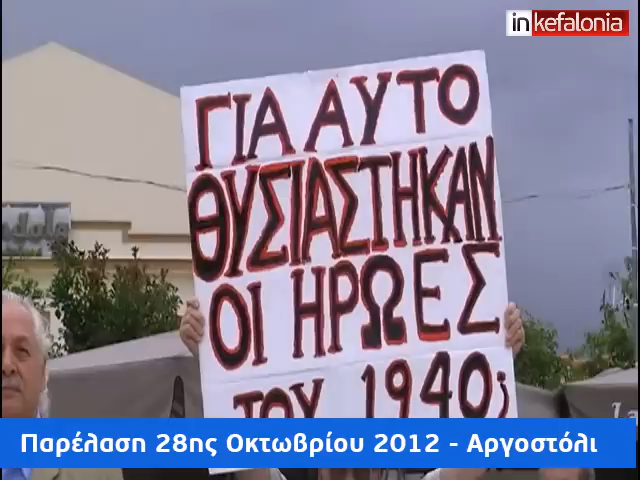 inkefalonia
ΓΙΑ ΑΥΤΟ
ΘΥΣΙΑΣΤΗΚΑΝ
ΟΙ ΗΡΩΕΣ
ΤΟΥ 1940;
Παρέλαση 28ης Οκτωβρίου 2012 - Αργοστόλι